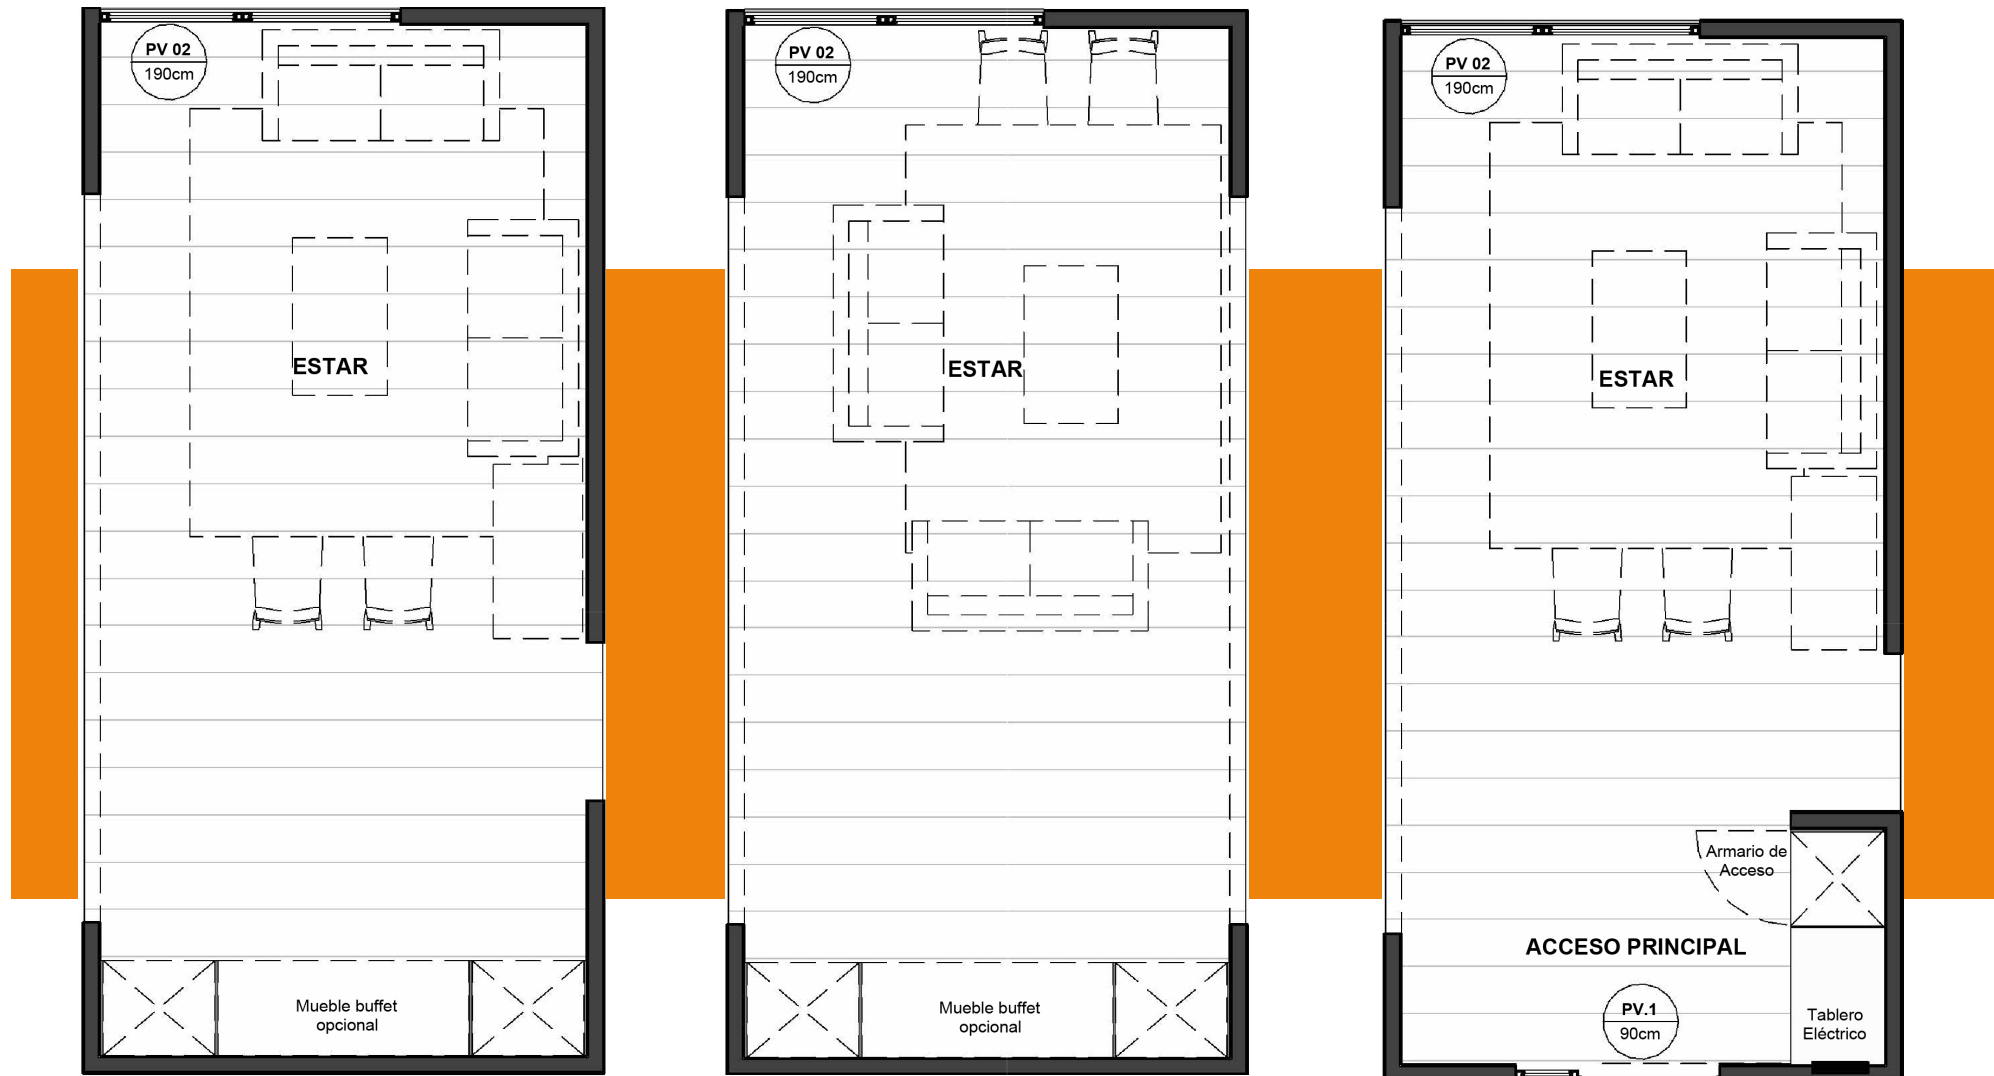 PV 02
190cm
ESTAR
Mueble buffet
opcional
PV 02
190cm
ESTAR
Mueble buffet
opcional
PV 02
190cm
ESTAR
Armario de
Acceso
ACCESO PRINCIPAL
PV.1
90cm
Tablero
Eléctrico